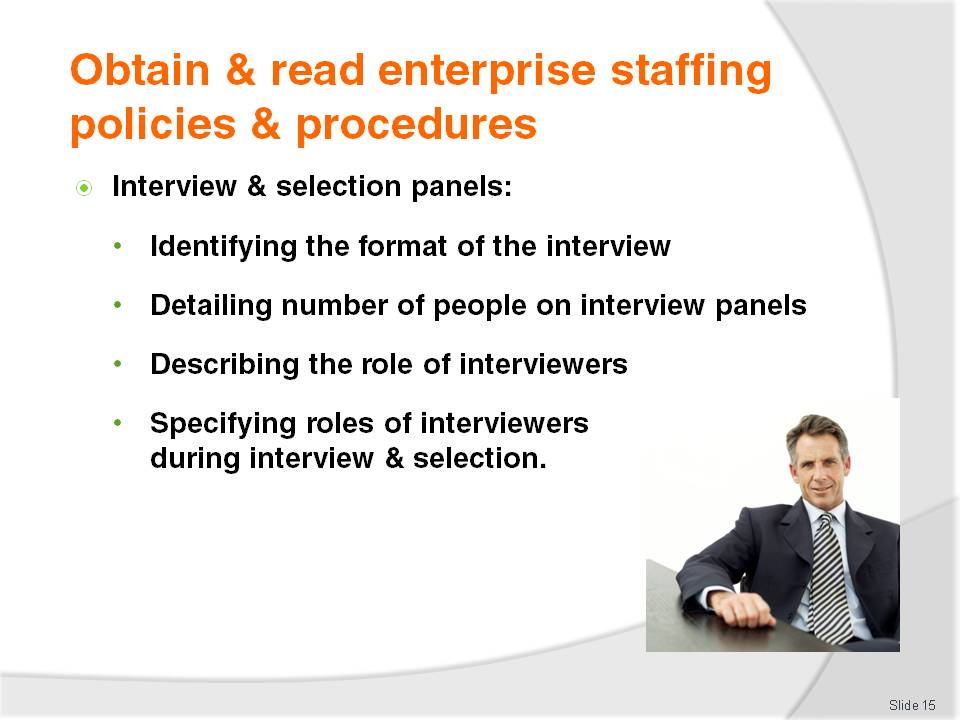 Obtain & read enterprise staffing
policies & procedures
Interview & selection panels:
• Identifying the format of the interview
• Detailing number of people on interview panels
• Describing the role of interviewers
• Specifying roles of interviewers
during interview & selection.
Slide 15